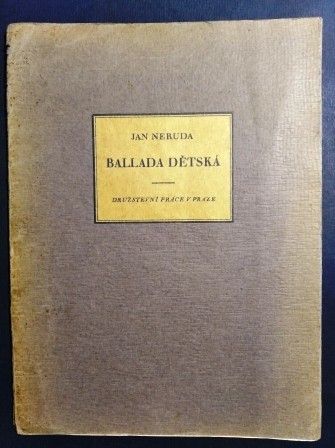 JAN NERUDA
BALLADA DĚTSKÁ
DRUŽSTEVNÍ PRÁCE V PRAZE